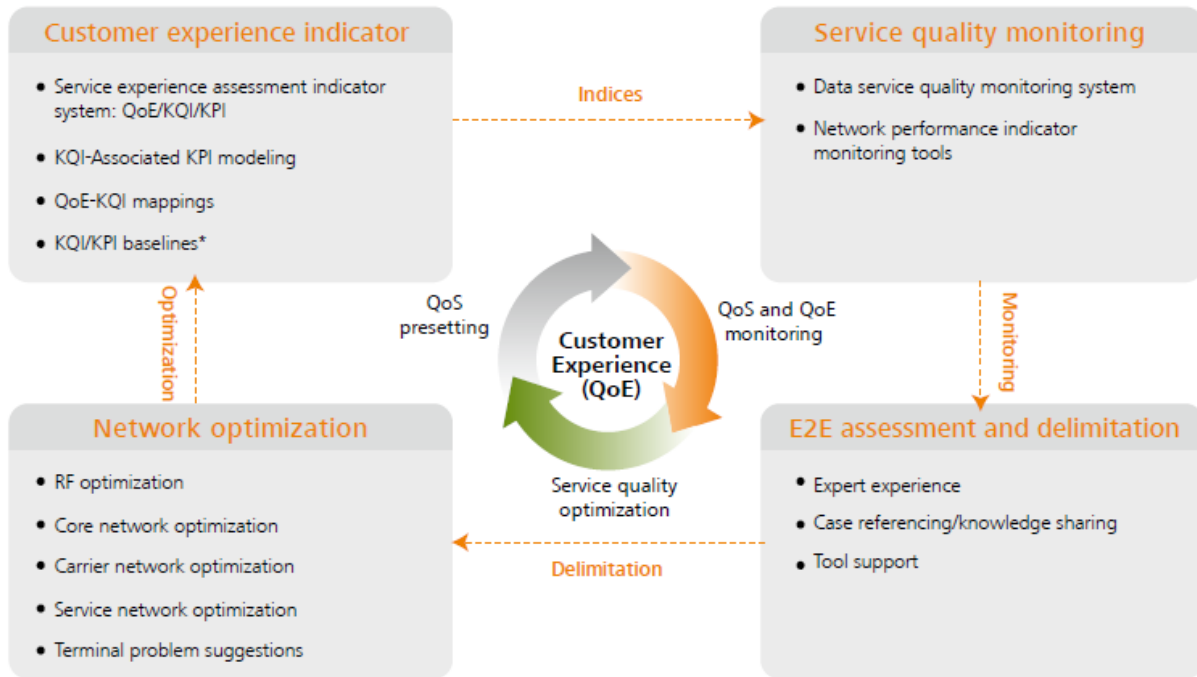 Customer experience indicator
• Service experience assessment indicator
system: QoE/KQI/KPI
• KQI-Associated KPI modeling
• QoE-KQI mappings
• KQI/KPI baselines*
Indices
Service quality monitoring
• Data service quality monitoring system
• Network performance indicator
monitoring tools
Optimization
QoS
presetting
Customer
Experience
(QoE)
QoS and QoE
monitoring
Monitoring
Service quality
optimization
Network optimization
• RF optimization
• Core network optimization
• Carrier network optimization
• Service network optimization
• Terminal problem suggestions
Delimitation
E2E assessment and delimitation
• Expert experience
• Case referencing/knowledge sharing
• Tool support